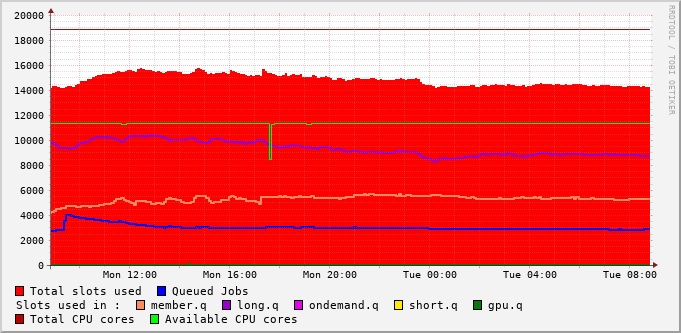 RRDTOOL / TOBI OETIKER
20000
18000
16000
14000
12000
10000
8000
6000
4000
2000
0
Mon 12:00 Mon 16:00 Mon 20:00 Tue 00:00 Tue 04:00 Tue 08:00
Total slots used Queued Jobs
Slots used in : member.q long.q ondemand.q short.q gpu.q
Total CPU cores Available CPU cores